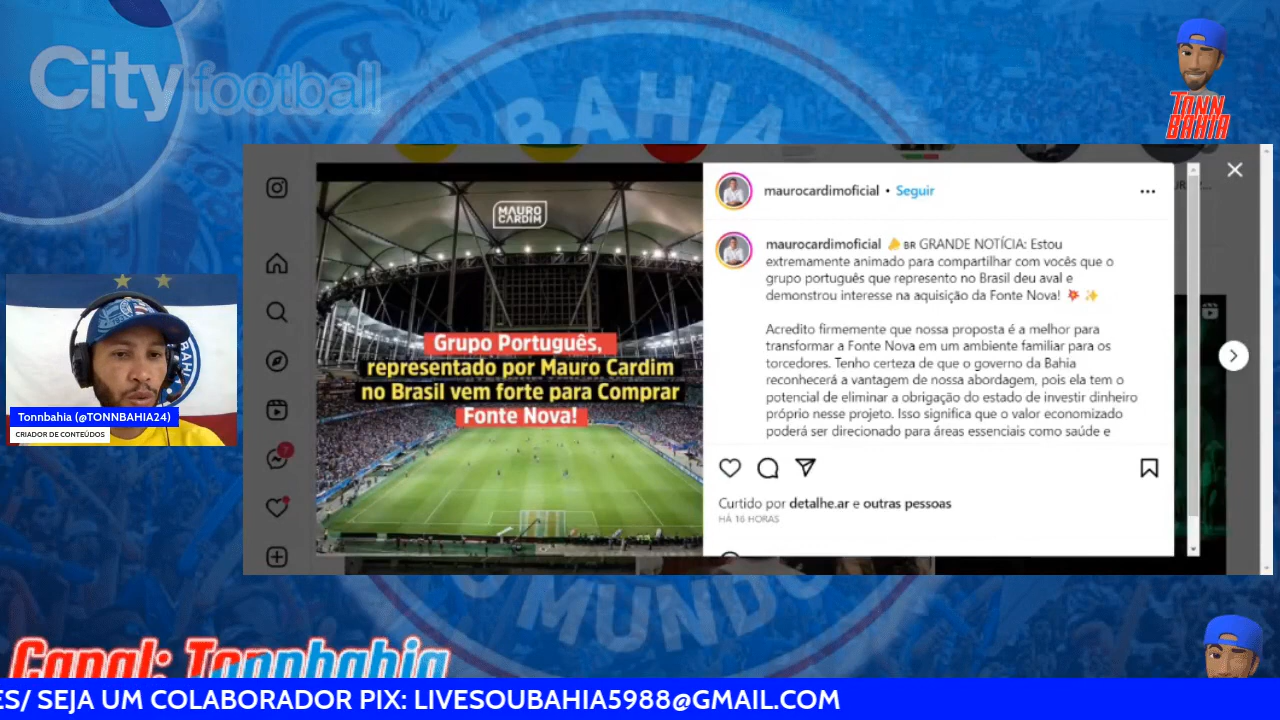 City football
BAHIA
TONN
BAHIA
maurocardimoficial • Seguir
MAURO
CARDIM
Grupo Português,
representado por Mauro Cardim
no Brasil vem forte para Comprar
Fonte Nova!
maurocardimoficial 📣 BR GRANDE NOTÍCIA: Estou
extremamente animado para compartilhar com vocês que o
grupo português que represento no Brasil deu aval e
demonstrou interesse na aquisição da Fonte Nova! 💥 ✨
Acredito firmemente que nossa proposta é a melhor para
transformar a Fonte Nova em um ambiente familiar para os
torcedores. Tenho certeza de que o governo da Bahia
reconhecerá a vantagem de nossa abordagem, pois ela tem o
potencial de eliminar a obrigação do estado de investir dinheiro
próprio nesse projeto. Isso significa que o valor economizado
poderá ser direcionado para áreas essenciais como saúde e
Curtido por detalhe.ar e outras pessoas
HÁ 16 HORAS
7
BAHIA
Tonnbahia (@TONNBAHIA24)
CRIADOR DE CONTEÚDOS
MUNDO
Canal: Tonnbahia
ES/ SEJA UM COLABORADOR PIX: LIVESOUBAHIA5988@GMAIL.COM